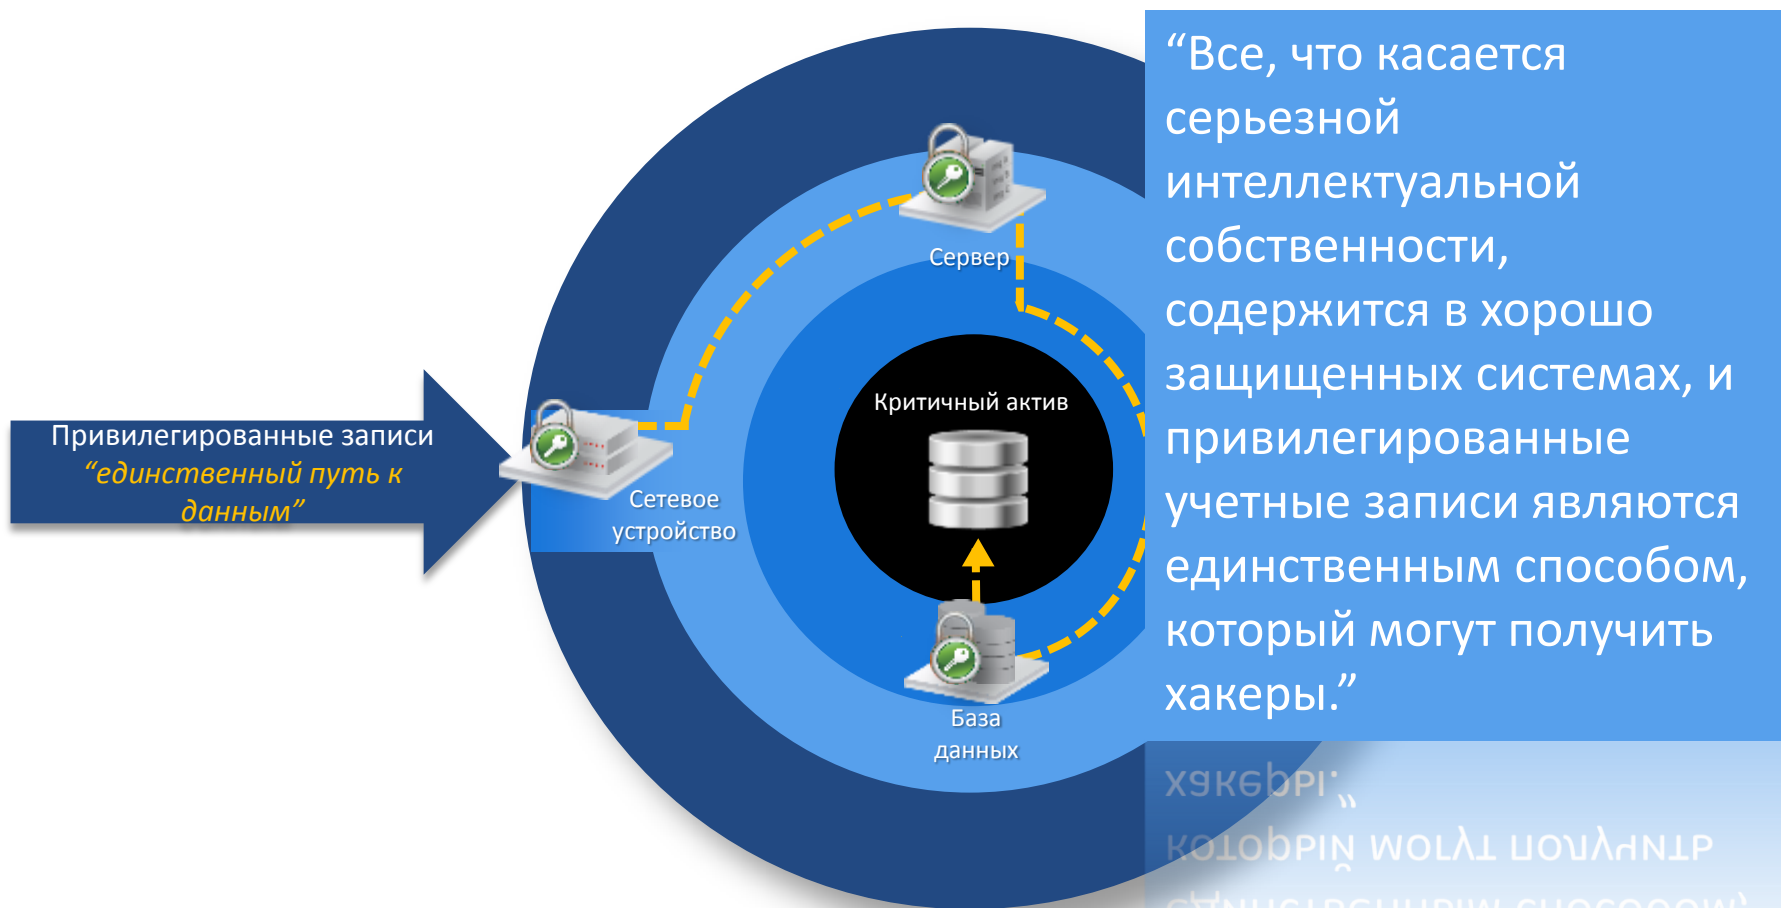 Привилегированные записи
“единственный путь к
данным”
Сервер
Критичный актив
Сетевое
устройство
База
данных
“Все, что касается
серьезной
интеллектуальной
собственности,
содержится в хорошо
защищенных системах, и
привилегированные
учетные записи являются
единственным способом,
который могут получить
хакеры.”